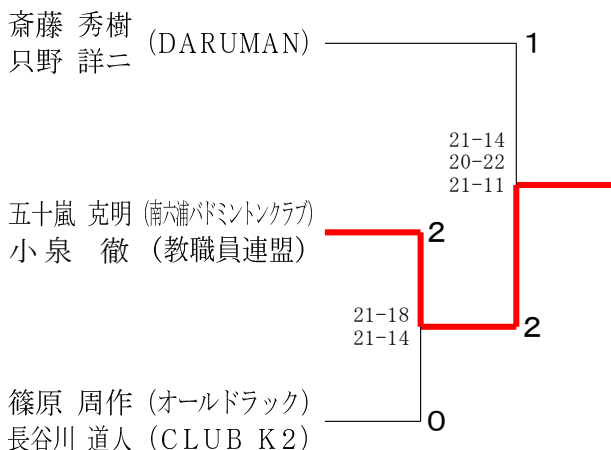 斎藤 秀樹
只野 詳二
(DARUMAN)
1
21-14
20-22
21-11
五十嵐 克明 (南六浦バドミントンクラブ)
小泉 徹 (教職員連盟)
2
21-18
21-14
2
篠原 周作 (オールドラック)
長谷川 道人 (CLUB K2)
0